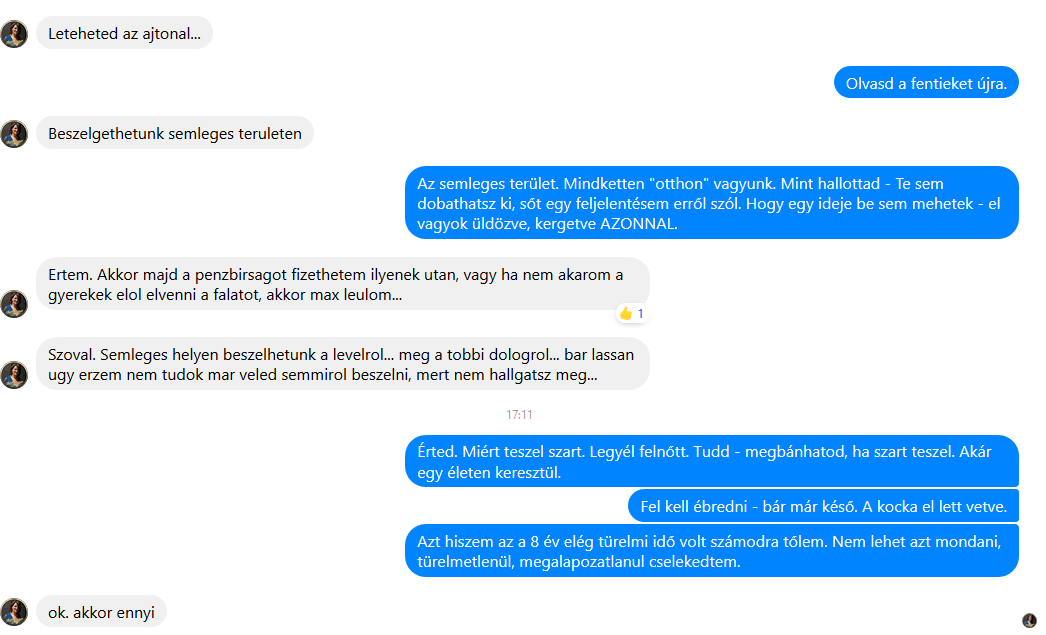 Leteheted az ajtonal...
Olvasd a fentieket újra.
Beszelgethetunk semleges teruleten
Az semleges terület. Mindketten "otthon" vagyunk. Mint hallottad - Te sem
dobathatsz ki, sőt egy feljelentésem erről szól. Hogy egy ideje be sem mehetek - el
vagyok üldözve, kergetve AZONNAL.
Ertem. Akkor majd a penzbirsagot fizethetem ilyenek utan, vagy ha nem akarom a
gyerekek elol elvenni a falatot, akkor max leulom...
1
Szoval. Semleges helyen beszelhetunk a levelrol... meg a tobbi dologrol... bar lassan
ugy erzem nem tudok mar veled semmirol beszelni, mert nem hallgatsz meg...
17:11
Érted. Miért teszel szart. Legyél felnőtt. Tudd - megbánhatod, ha szart teszel. Akár
egy életen keresztül.
Fel kell ébredni - bár már késő. A kocka el lett vetve.
Azt hiszem az a 8 év elég türelmi idő volt számodra tőlem. Nem lehet azt mondani,
türelmetlenül, megalapozatlanul cselekedtem.
ok. akkor ennyi